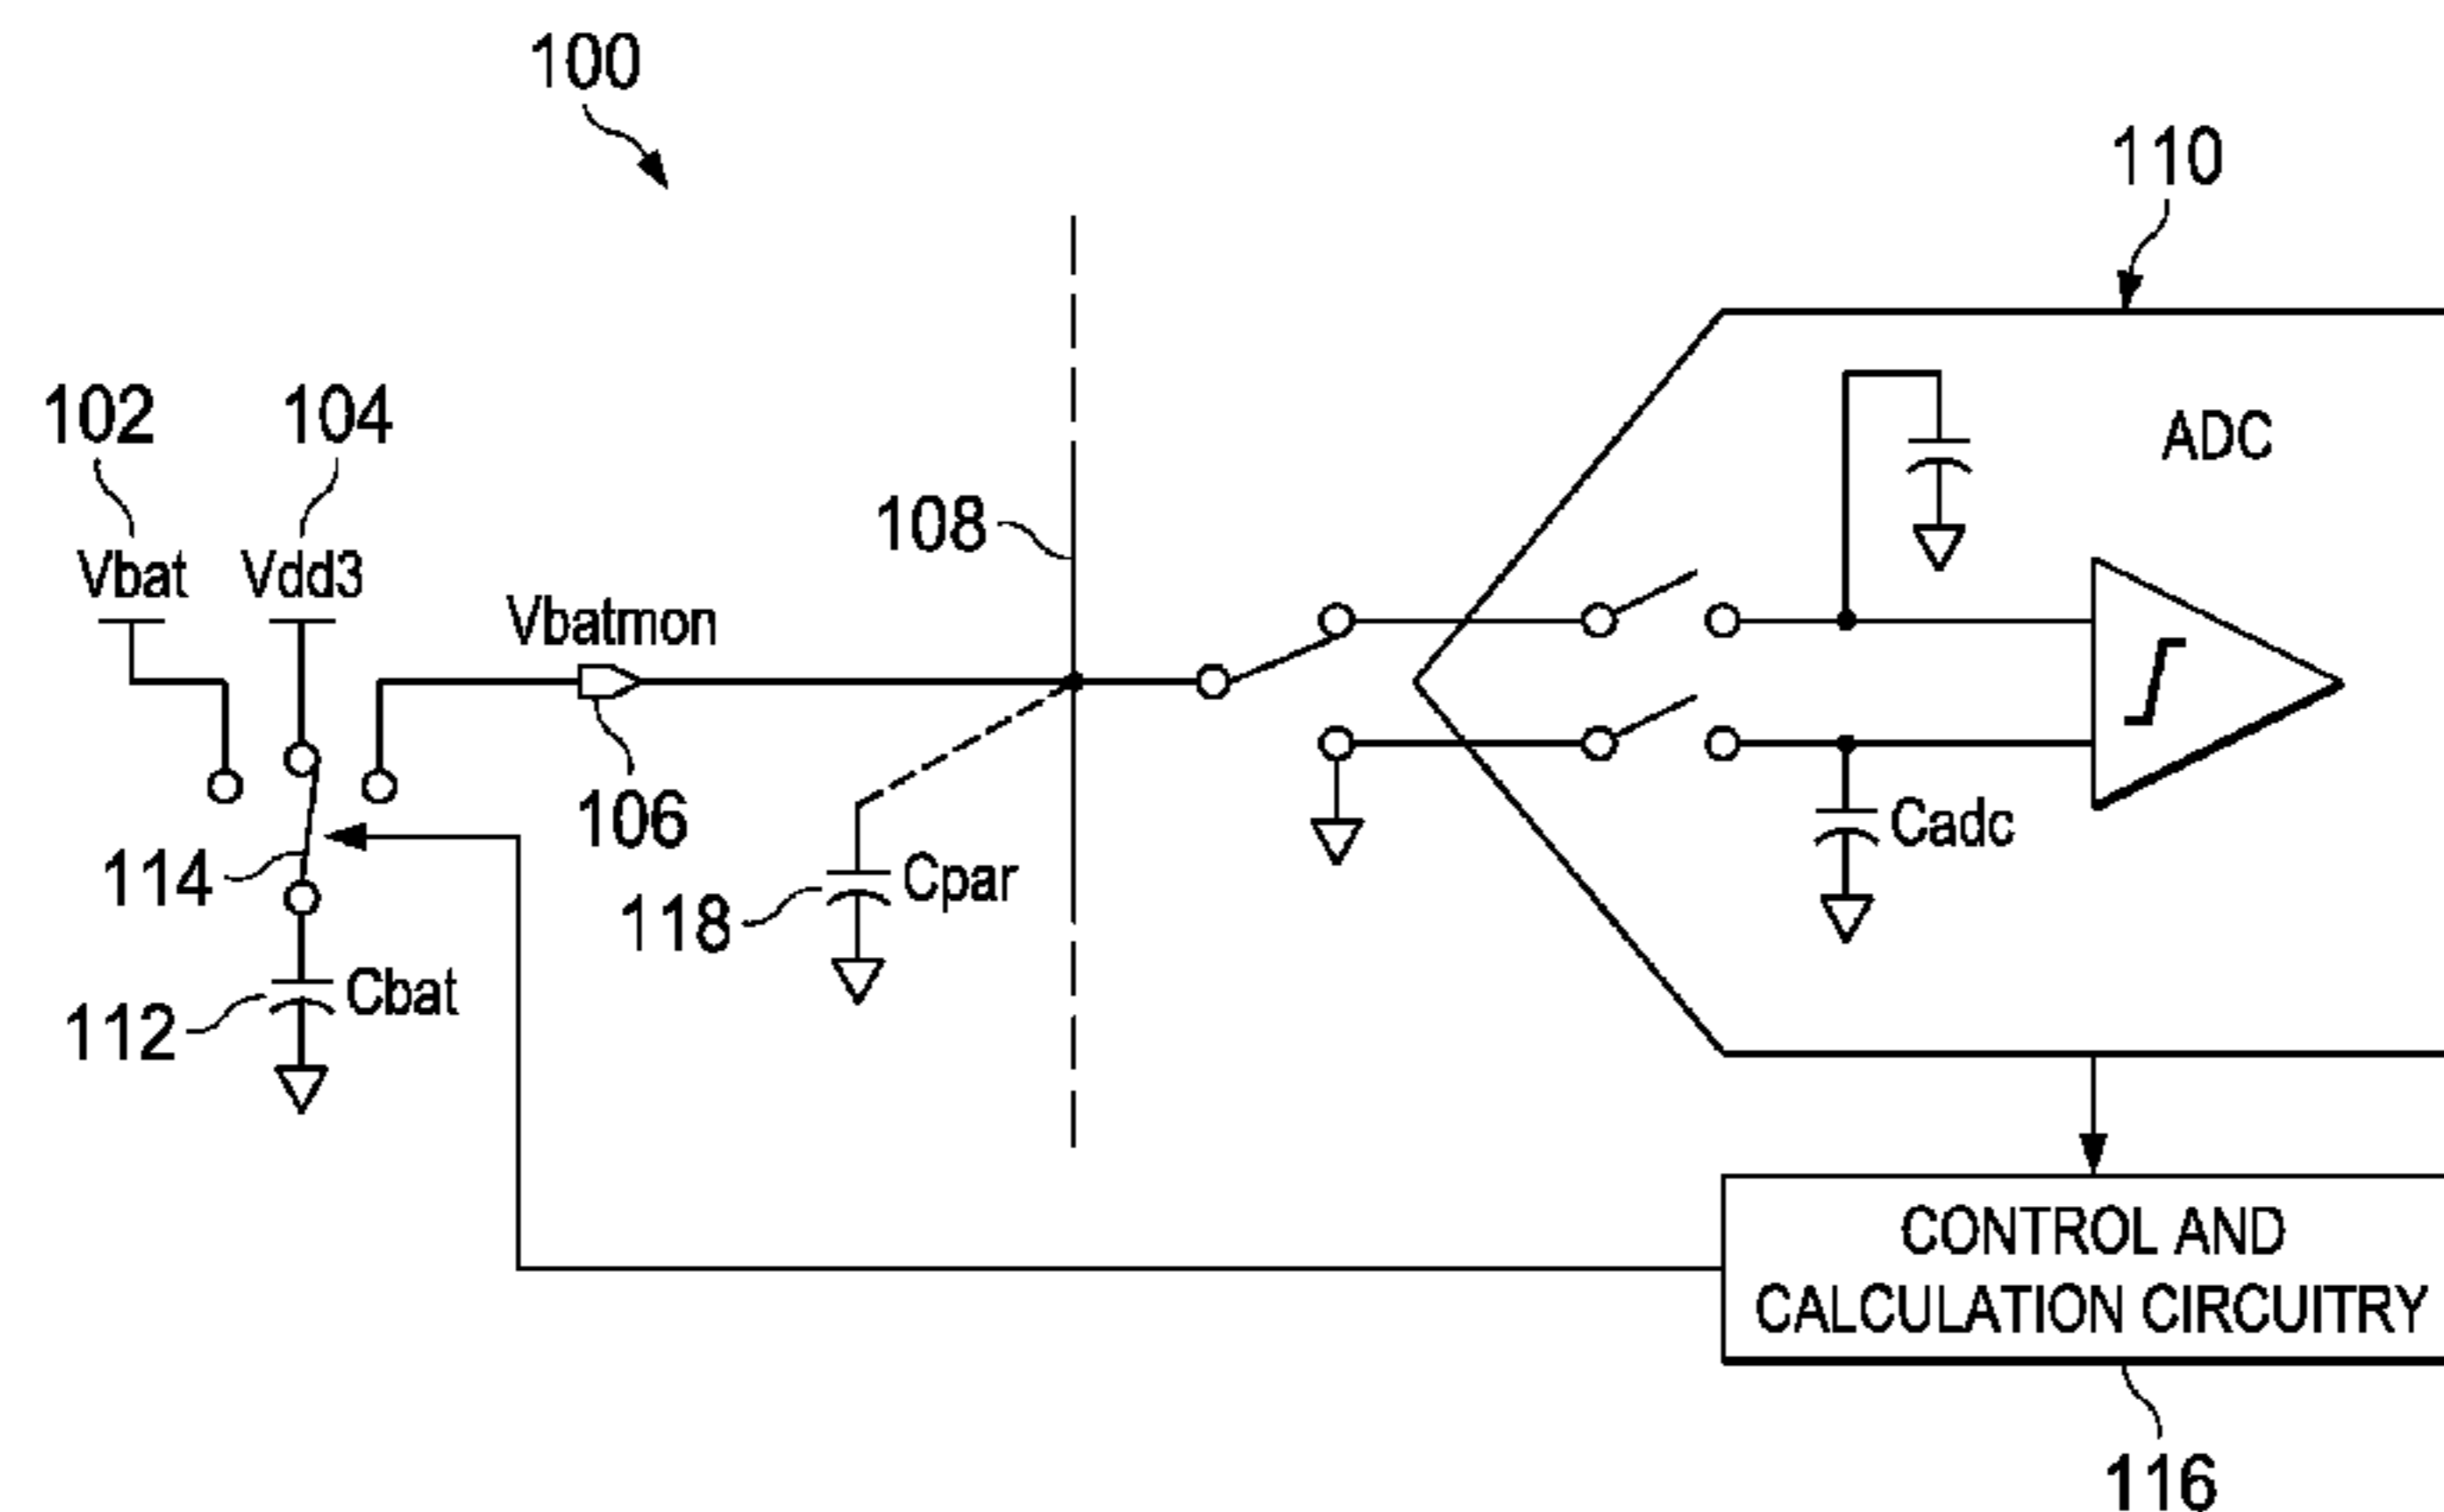 100
110
ADC
102
104
108
Vbat
Vdd3
Vbatmon
106
114
Cadc
Cpar
118
Cbat
112
CONTROL AND
CALCULATION CIRCUITRY
116